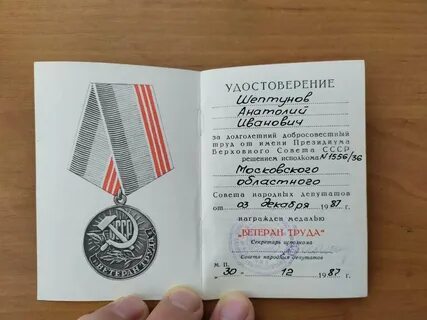 СССР
ВЕТЕРАН ТРУДА
УДОСТОВЕРЕНИЕ
Шептунов
Анатолий
Иванович
за долголетний добросовестный
труд от имени Президиума
Верховного Совета СССР
решением исполкома №1556/36
Московского
областного
Совета народных депутатов
от 03 декабря 1987 г.
награжден медалью
"ВЕТЕРАН ТРУДА"
Секретарь исполкома
Совета народных депутатов
М. П.
"30" 12 1987 г.